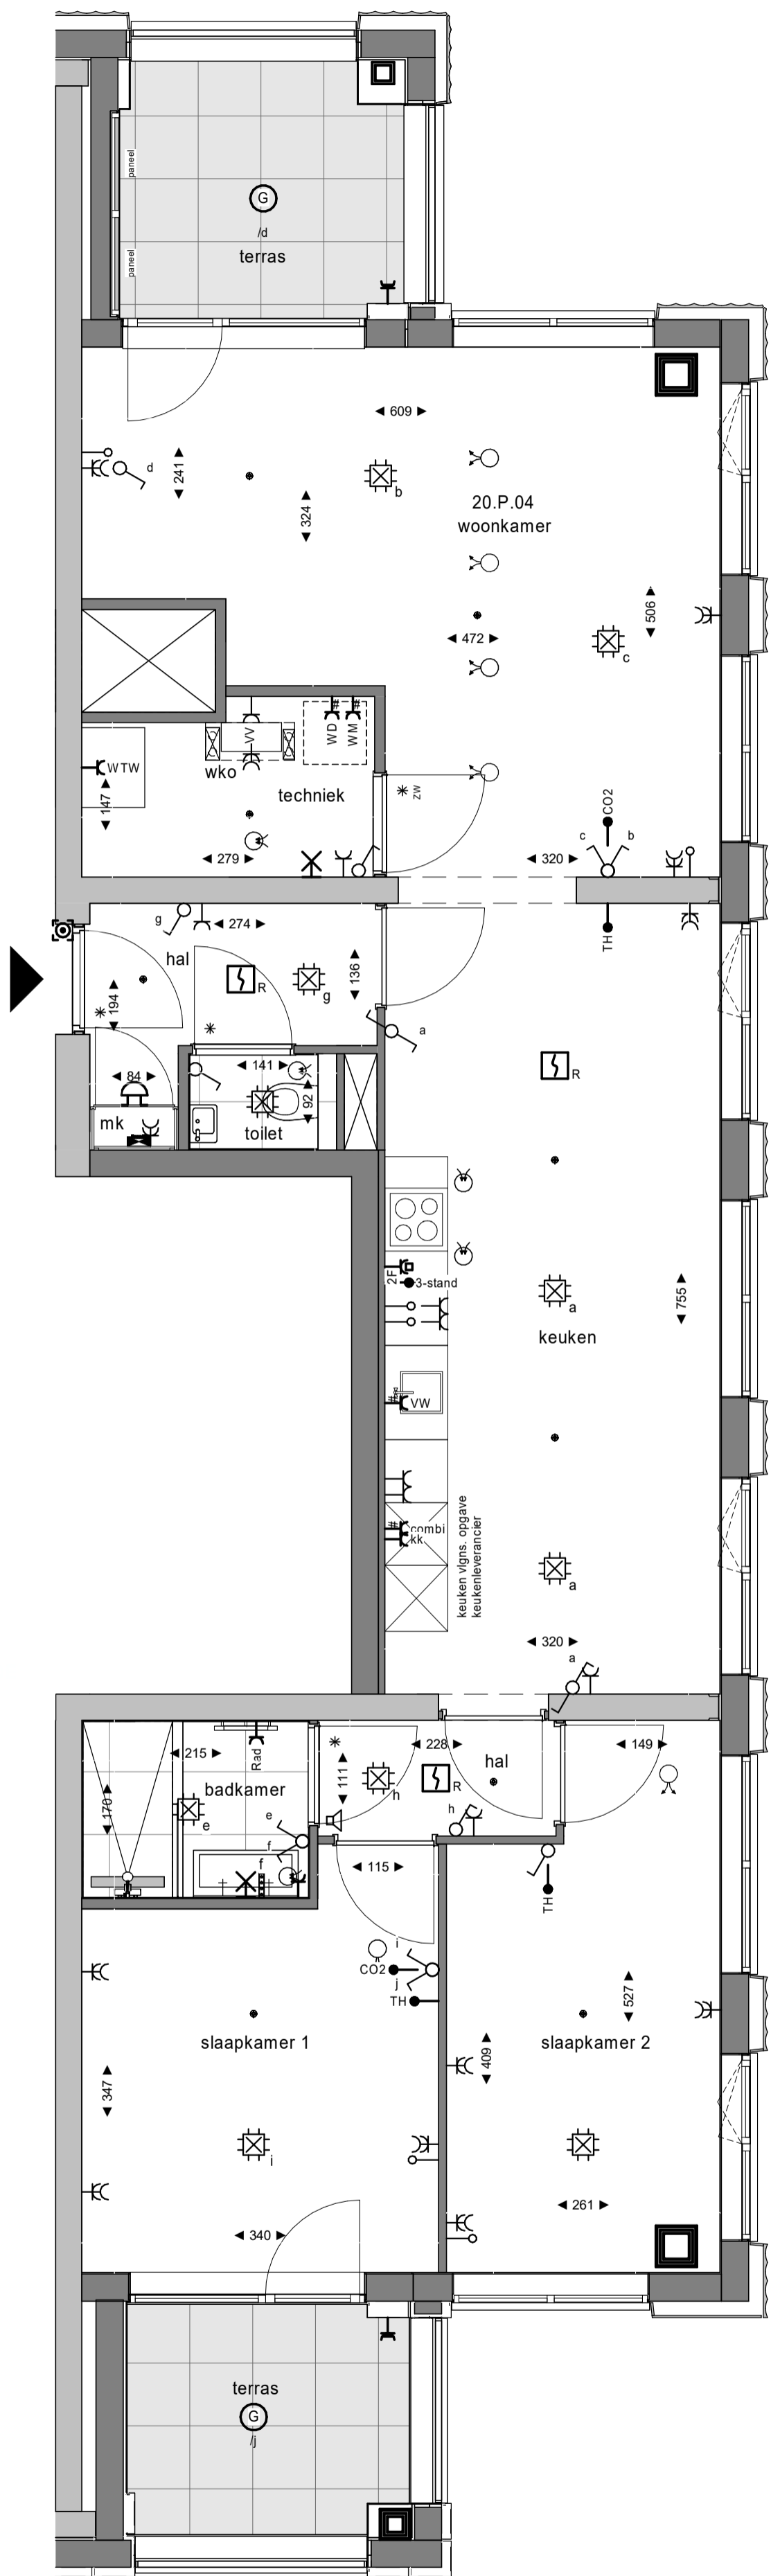 paneel
G
/d
terras
paneel
609
d
241
b
324
20.P.04
woonkamer
506
472
c
VV
#
#
WD
WM
WTW
wko
techniek
ZW
147
CO2
279
320
c
b
g
274
TH
hal
R
g
136
194
a
R
84
141
92
mk
toilet
2F
3-stand
a
755
keuken
#
VW
#
combi
kk
keuken vlgns. opgave
keukenleverancier
a
320
a
215
Rad
228
149
hal
111
R
badkamer
h
170
e
e
h
f
f
115
TH
i
CO2
j
TH
527
slaapkamer 1
slaapkamer 2
409
347
i
261
340
terras
G
/j